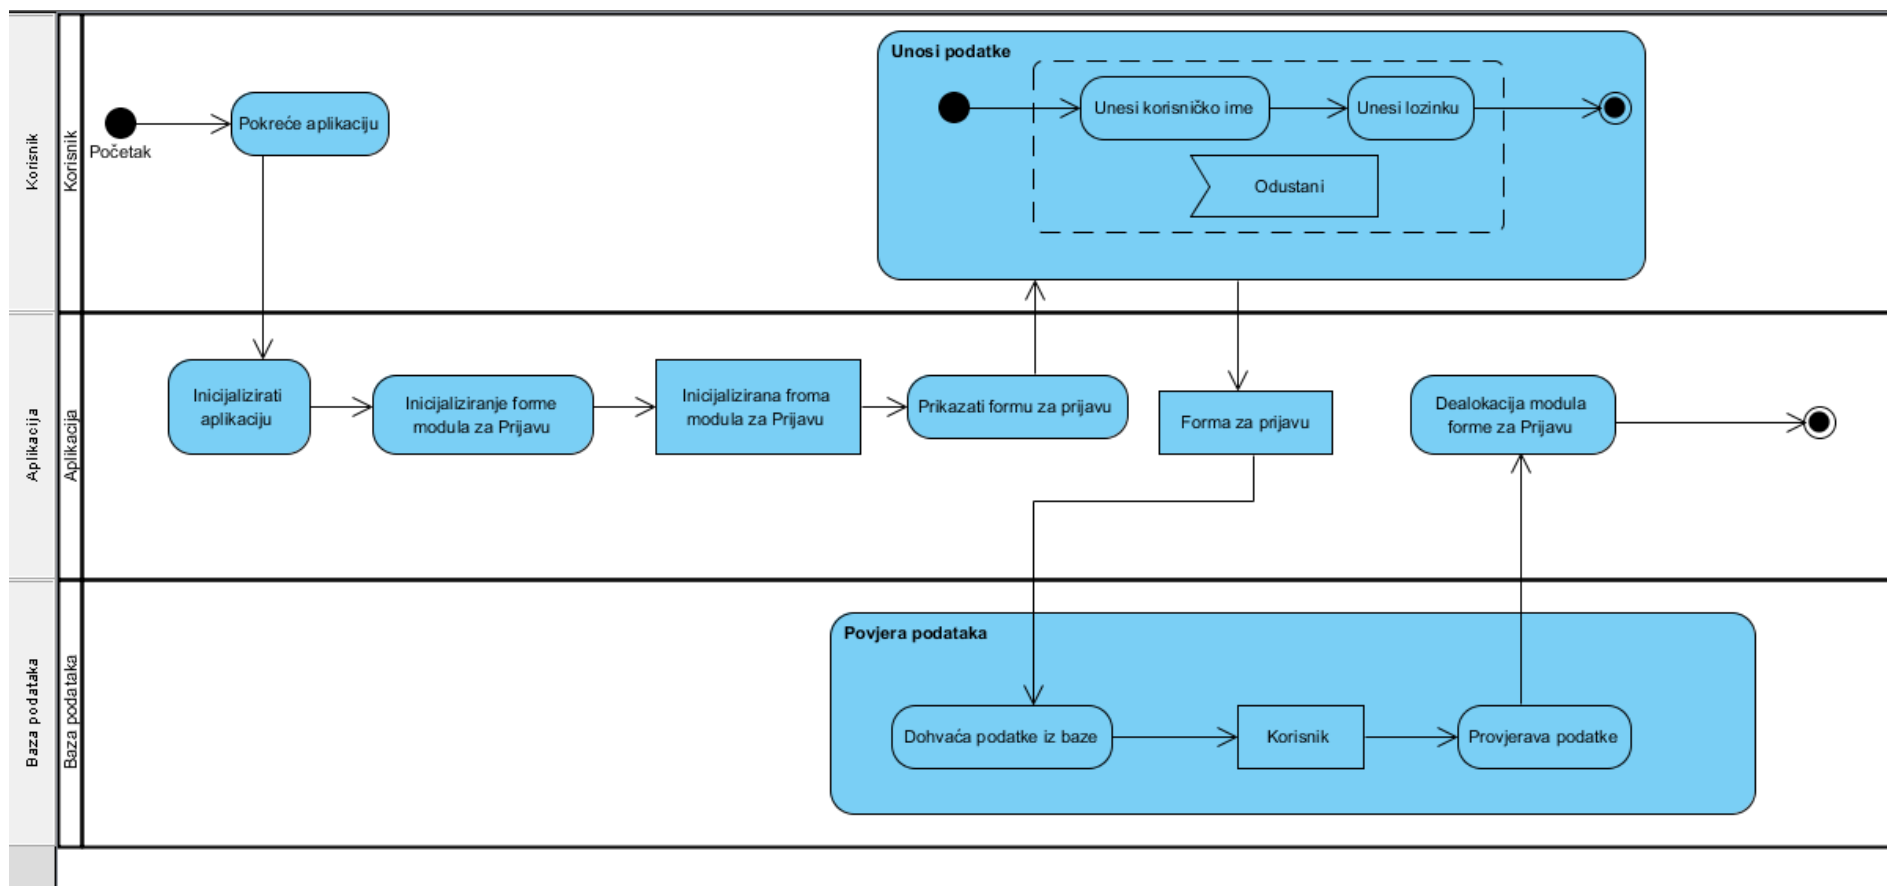 Korisnik
Korisnik
Početak
Pokreće aplikaciju
Unosi podatke
Unesi korisničko ime
Unesi lozinku
Odustani
Aplikacija
Aplikacija
Inicijalizirati
aplikaciju
Inicijaliziranje forme
modula za Prijavu
Inicijalizirana froma
modula za Prijavu
Prikazati formu za prijavu
Forma za prijavu
Dealokacija modula
forme za Prijavu
Baza podataka
Baza podataka
Povjera podataka
Dohvaća podatke iz baze
Korisnik
Provjerava podatke